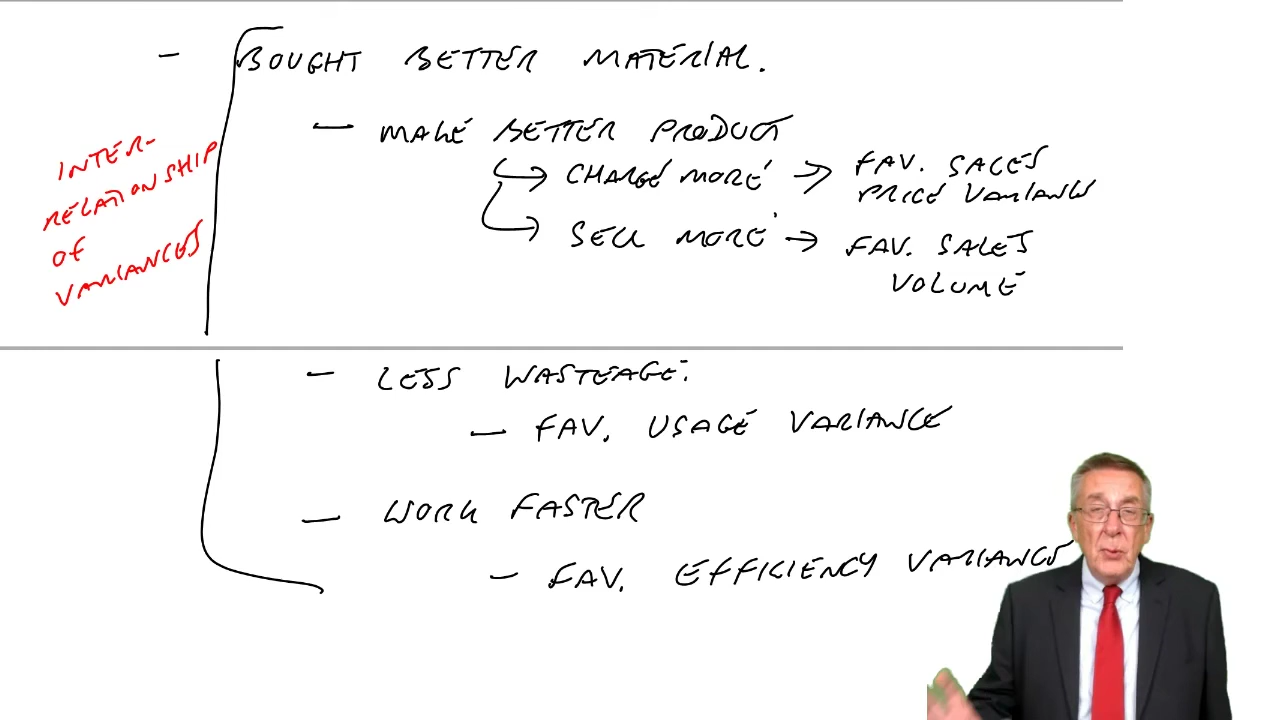 - BOUGHT BETTER MATERIAL.
- MAKE BETTER PRODUCT
CHARGE MORE → FAV. SALES
PRICE VARIANCE
SELL MORE → FAV. SALES
VOLUME
INTER-
RELATIONSHIP
OF
VARIANCES
- LESS WASTEAGE:
- FAV. USAGE VARIANCE
- WORK FASTER
- FAV. EFFICIENCY VARIANCE